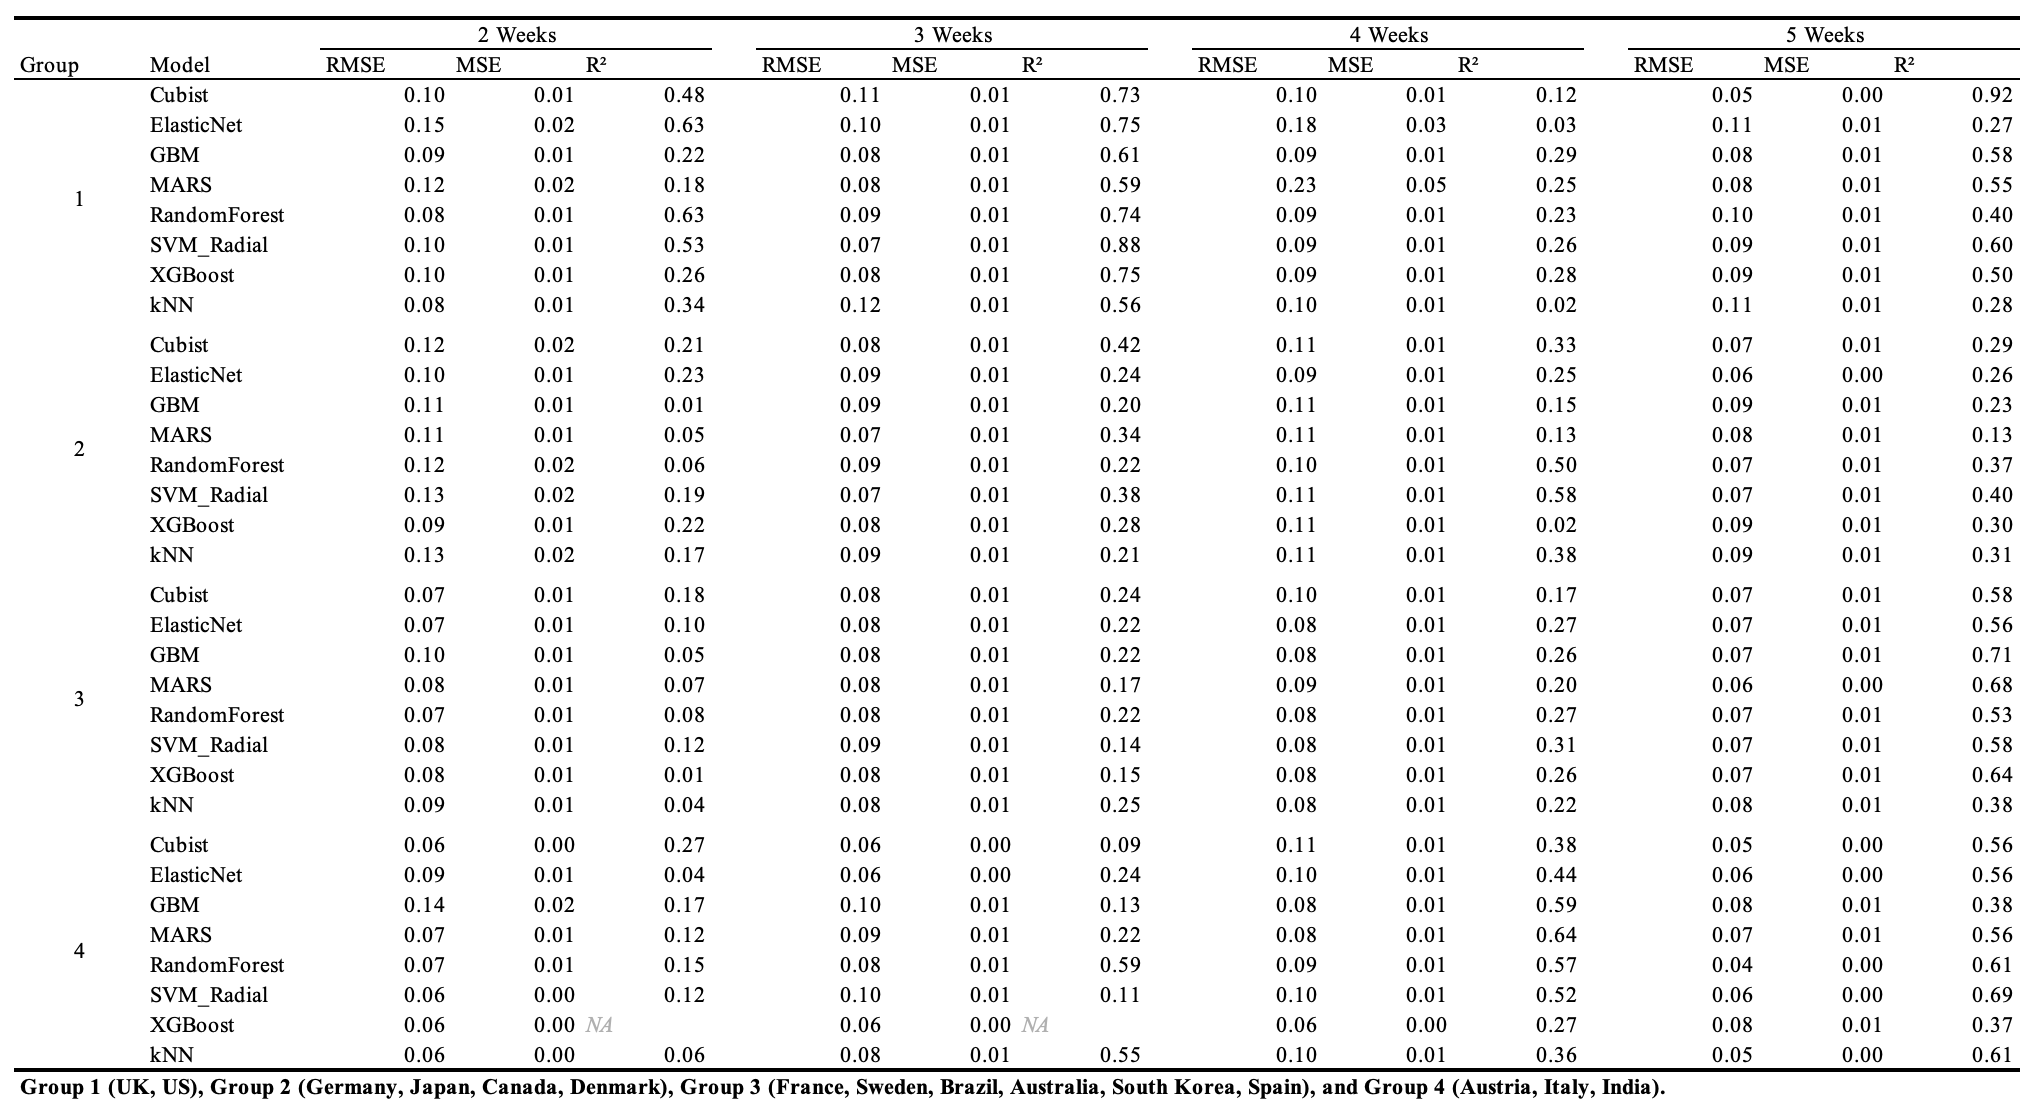 2 Weeks 3 Weeks 4 Weeks 5 Weeks
Group Model RMSE MSE R² RMSE MSE R² RMSE MSE R² RMSE MSE R²
Cubist 0.10 0.01 0.48 0.11 0.01 0.73 0.10 0.01 0.12 0.05 0.00 0.92
ElasticNet 0.15 0.02 0.63 0.10 0.01 0.75 0.18 0.03 0.03 0.11 0.01 0.27
GBM 0.09 0.01 0.22 0.08 0.01 0.61 0.09 0.01 0.29 0.08 0.01 0.58
MARS 0.12 0.02 0.18 0.08 0.01 0.59 0.23 0.05 0.25 0.08 0.01 0.55
1
RandomForest 0.08 0.01 0.63 0.09 0.01 0.74 0.09 0.01 0.23 0.10 0.01 0.40
SVM_Radial 0.10 0.01 0.53 0.07 0.01 0.88 0.09 0.01 0.26 0.09 0.01 0.60
XGBoost 0.10 0.01 0.26 0.08 0.01 0.75 0.09 0.01 0.28 0.09 0.01 0.50
kNN 0.08 0.01 0.34 0.12 0.01 0.56 0.10 0.01 0.02 0.11 0.01 0.28
Cubist 0.12 0.02 0.21 0.08 0.01 0.42 0.11 0.01 0.33 0.07 0.01 0.29
ElasticNet 0.10 0.01 0.23 0.09 0.01 0.24 0.09 0.01 0.25 0.06 0.00 0.26
GBM 0.11 0.01 0.01 0.09 0.01 0.20 0.11 0.01 0.15 0.09 0.01 0.23
MARS 0.11 0.01 0.05 0.07 0.01 0.34 0.11 0.01 0.13 0.08 0.01 0.13
2
RandomForest 0.12 0.02 0.06 0.09 0.01 0.22 0.10 0.01 0.50 0.07 0.01 0.37
SVM_Radial 0.13 0.02 0.19 0.07 0.01 0.38 0.11 0.01 0.58 0.07 0.01 0.40
XGBoost 0.09 0.01 0.22 0.08 0.01 0.28 0.11 0.01 0.02 0.09 0.01 0.30
kNN 0.13 0.02 0.17 0.09 0.01 0.21 0.11 0.01 0.38 0.09 0.01 0.31
Cubist 0.07 0.01 0.18 0.08 0.01 0.24 0.10 0.01 0.17 0.07 0.01 0.58
ElasticNet 0.07 0.01 0.10 0.08 0.01 0.22 0.08 0.01 0.27 0.07 0.01 0.56
GBM 0.10 0.01 0.05 0.08 0.01 0.22 0.08 0.01 0.26 0.07 0.01 0.71
MARS 0.08 0.01 0.07 0.08 0.01 0.17 0.09 0.01 0.20 0.06 0.00 0.68
3
RandomForest 0.07 0.01 0.08 0.08 0.01 0.22 0.08 0.01 0.27 0.07 0.01 0.53
SVM_Radial 0.08 0.01 0.12 0.09 0.01 0.14 0.08 0.01 0.31 0.07 0.01 0.58
XGBoost 0.08 0.01 0.01 0.08 0.01 0.15 0.08 0.01 0.26 0.07 0.01 0.64
kNN 0.09 0.01 0.04 0.08 0.01 0.25 0.08 0.01 0.22 0.08 0.01 0.38
Cubist 0.06 0.00 0.27 0.06 0.00 0.09 0.11 0.01 0.38 0.05 0.00 0.56
ElasticNet 0.09 0.01 0.04 0.06 0.00 0.24 0.10 0.01 0.44 0.06 0.00 0.56
GBM 0.14 0.02 0.17 0.10 0.01 0.13 0.08 0.01 0.59 0.08 0.01 0.38
MARS 0.07 0.01 0.12 0.09 0.01 0.22 0.08 0.01 0.64 0.07 0.01 0.56
4
RandomForest 0.07 0.01 0.15 0.08 0.01 0.59 0.09 0.01 0.57 0.04 0.00 0.61
SVM_Radial 0.06 0.00 0.12 0.10 0.01 0.11 0.10 0.01 0.52 0.06 0.00 0.69
XGBoost 0.06 0.00 NA 0.06 0.00 NA 0.06 0.00 0.27 0.08 0.01 0.37
kNN 0.06 0.00 0.06 0.08 0.01 0.55 0.10 0.01 0.36 0.05 0.00 0.61
Group 1 (UK, US), Group 2 (Germany, Japan, Canada, Denmark), Group 3 (France, Sweden, Brazil, Australia, South Korea, Spain), and Group 4 (Austria, Italy, India).